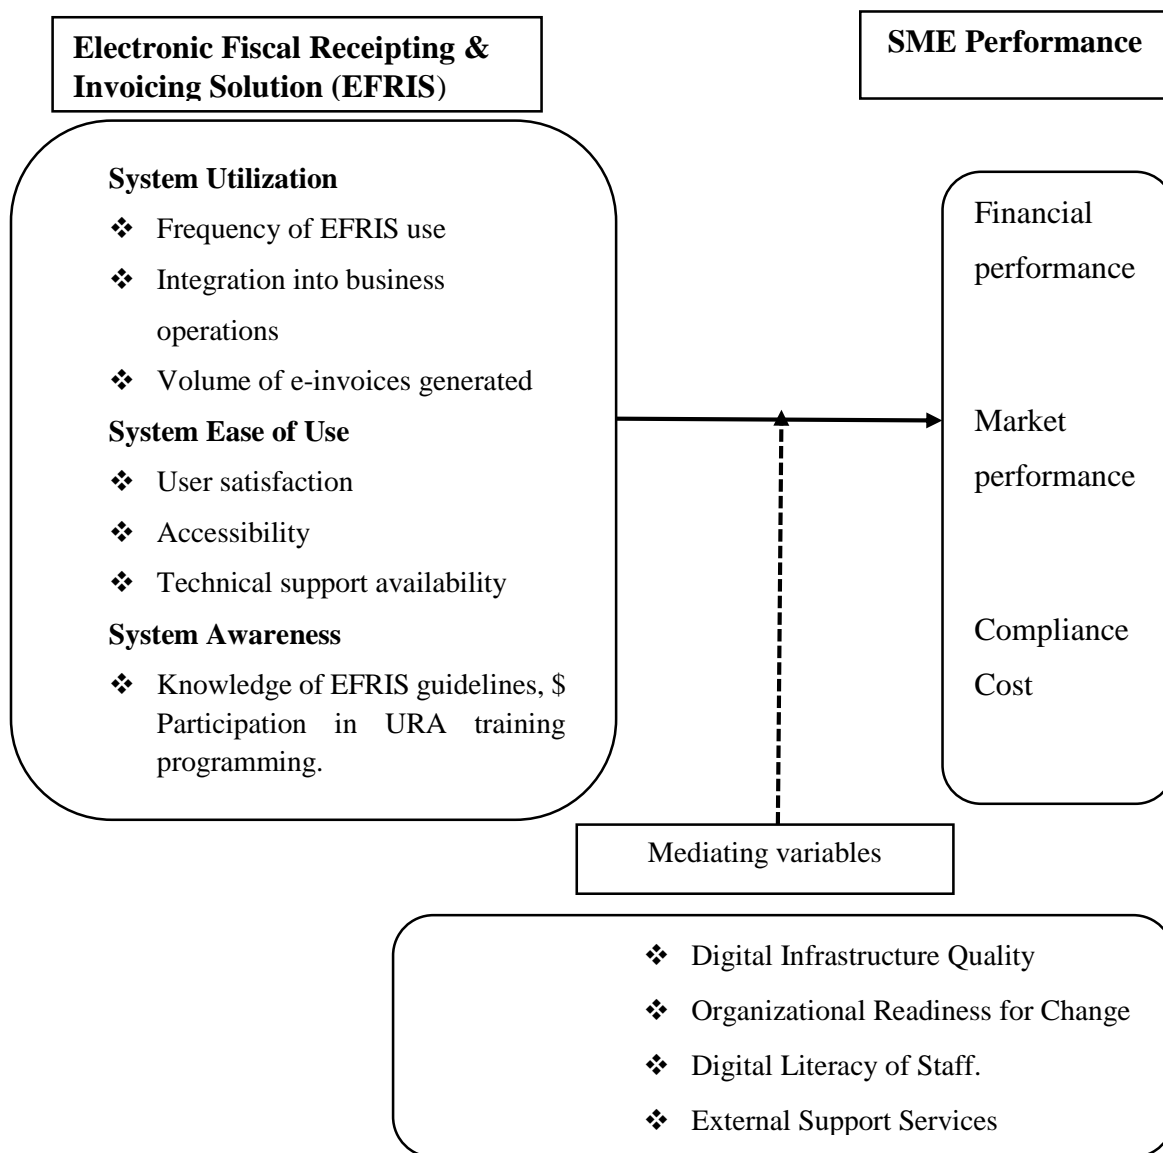 Electronic Fiscal Receipting &
Invoicing Solution (EFRIS)
SME Performance
System Utilization
❖ Frequency of EFRIS use
❖ Integration into business
operations
❖ Volume of e-invoices generated
System Ease of Use
❖ User satisfaction
❖ Accessibility
❖ Technical support availability
System Awareness
❖ Knowledge of EFRIS guidelines, $
Participation in URA training
programming.
Financial
performance
Market
performance
Compliance
Cost
Mediating variables
❖ Digital Infrastructure Quality
❖ Organizational Readiness for Change
❖ Digital Literacy of Staff.
❖ External Support Services